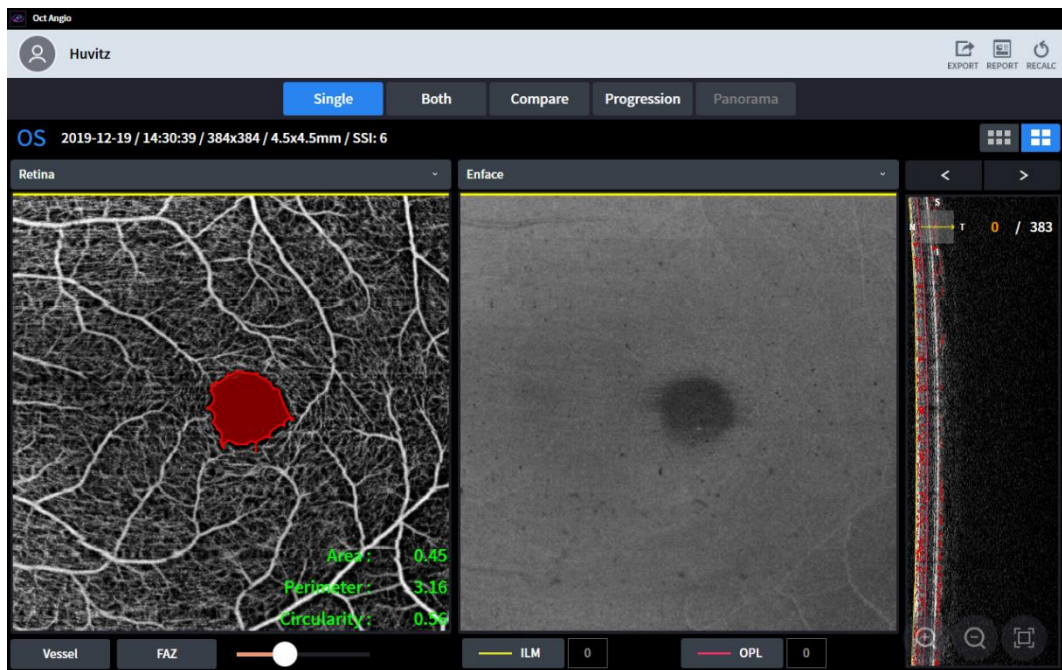 Oct Angio
Huvitz
EXPORT REPORT RECALC
Single Both Compare Progression Panorama
OS 2019-12-19 / 14:30:39 / 384x384 / 4.5x4.5mm / SSI: 6
Retina Enface < >
S
N T 0 / 383
I
Area : 0.45
Perimeter : 3.16
Circularity : 0.56
Vessel FAZ ILM 0 OPL 0